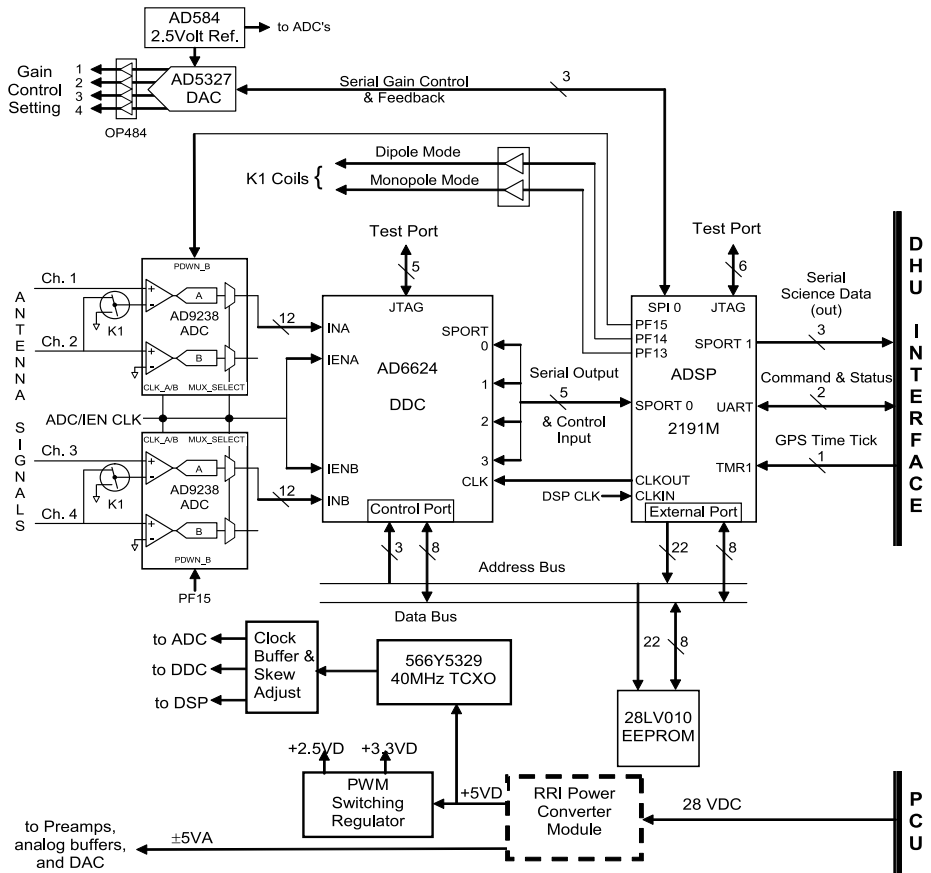 AD584
2.5Volt Ref.
to ADC's
Gain
Control
Setting
1
2
3
4
OP484
AD5327
DAC
Serial Gain Control
& Feedback
3
K1 Coils {
Dipole Mode
Monopole Mode
Test Port
5
Test Port
6
ANTENNA SIGNALS
Ch. 1
Ch. 2
K1
PDWN_B
+
-
A
AD9238
ADC
+
-
B
CLK_A/B
MUX_SELECT
12
ADC/IEN CLK
Ch. 3
Ch. 4
K1
CLK_A/B
MUX_SELECT
+
-
A
AD9238
ADC
+
-
B
PDWN_B
12
PF15
JTAG
INA
IENA
IENB
INB
AD6624
DDC
SPORT
0
1
2
3
CLK
Control Port
3
8
Serial Output
5
& Control
Input
DSP CLK
SPI 0
JTAG
PF15
PF14
PF13
SPORT 1
ADSP
SPORT 0
UART
2191M
TMR1
CLKOUT
CLKIN
External Port
22
8
Serial
Science Data
(out)
3
Command & Status
2
GPS Time Tick
1
DHU INTERFACE
Address Bus
Data Bus
22
8
28LV010
EEPROM
to ADC
to DDC
to DSP
Clock
Buffer &
Skew
Adjust
566Y5329
40MHz TCXO
+2.5VD
+3.3VD
PWM
Switching
Regulator
+5VD
RRI Power
Converter
Module
28 VDC
PCU
to Preamps,
analog buffers,
and DAC
±5VA